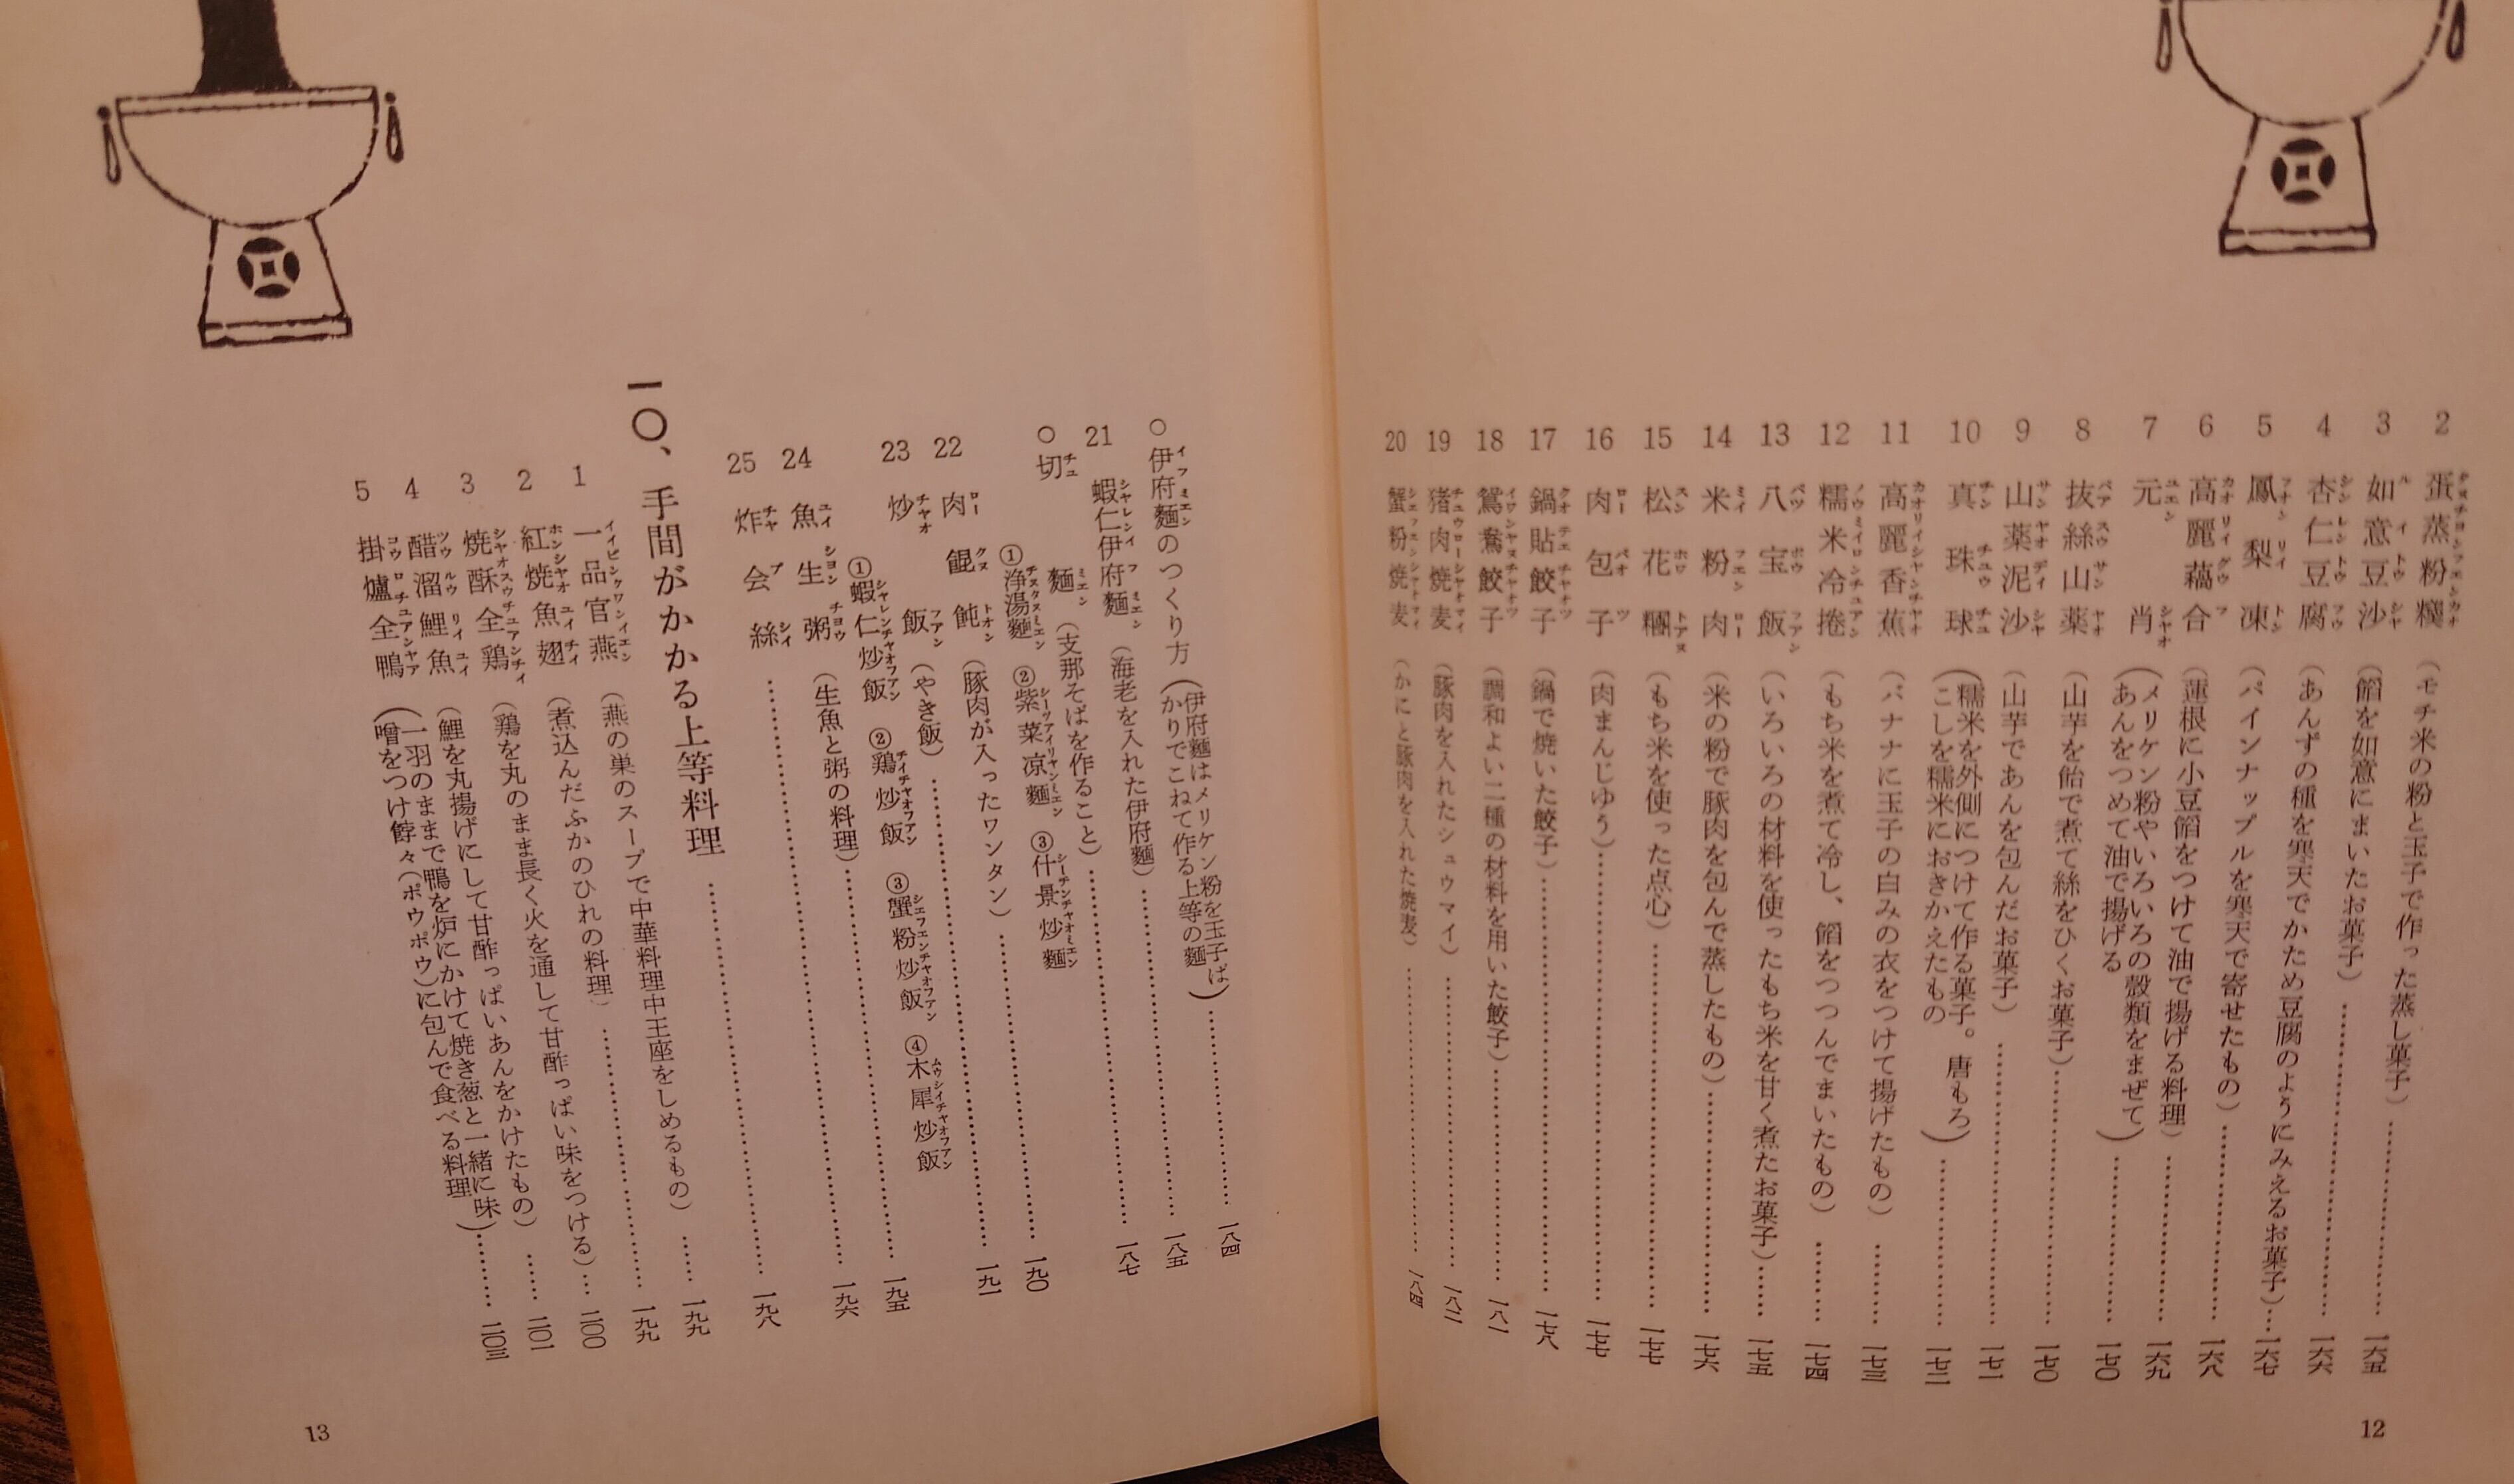 2 蛋蒸粉糕（モチ米の粉と玉子で作った蒸し菓子）……一六五
3 如意豆沙（餡を如意にまいたお菓子）……一六六
4 杏仁豆腐（あんずの種を寒天でかため豆腐のようにみえるお菓子）…一六七
5 鳳梨凍（パインナップルを寒天で寄せたもの）……一六八
6 高麗藕合（蓮根に小豆餡をつけて油で揚げる料理）……一六九
7 元肖（メリケン粉やいろいろの殻類をまぜてあんをつめて油で揚げる）……一七〇
8 抜絲山薬（山芋を飴で煮て絲をひくお菓子）……一七〇
9 山薬泥沙（山芋であんを包んだお菓子）……一七一
10 真珠球（糯米を外側につけて作る菓子。唐もろこしを糯米におきかえたもの）……一七二
11 高麗香蕉（バナナに玉子の白みの衣をつけて揚げたもの）……一七三
12 糯米冷捲（もち米を煮て冷し、餡をつつんでまいたもの）……一七四
13 八宝飯（いろいろの材料を使ったもち米を甘く煮たお菓子）……一七五
14 米粉肉（米の粉で豚肉を包んで蒸したもの）……一七六
15 松花糰（もち米を使った点心）……一七七
16 肉包子（肉まんじゆう）……一七七
17 鍋貼餃子（鍋で焼いた餃子）……一七八
18 鴛鴦餃子（調和よい二種の材料を用いた餃子）……一八一
19 猪肉焼麦（豚肉を入れたシュウマイ）……一八二
20 蟹粉焼麦（かにと豚肉を入れた焼麦）……一八四
12
○伊府麵のつくり方（伊府麵はメリケン粉を玉子ばかりでこねて作る上等の麵）……一八四
21 蝦仁伊府麵（海老を入れた伊府麵）……一八五
○切麵（支那そばを作ること）……一八七
①浄湯麵 ②紫菜涼麵 ③什景炒麵
22 肉餛飩（豚肉が入ったワンタン）……一九〇
23 炒飯（やき飯）……一九一
①蝦仁炒飯 ②鶏炒飯 ③蟹粉炒飯 ④木犀炒飯
24 魚生粥（生魚と粥の料理）……一九五
25 炸会絲……一九六
一〇、手間がかかる上等料理……一九八
1 一品官燕（燕の巣のスープで中華料理中王座をしめるもの）……一九九
2 紅焼魚翅（煮込んだふかのひれの料理）……一九九
3 焼酥全鶏（鶏を丸のまま長く火を通して甘酢っぱい味をつける）…二〇〇
4 醋溜鯉魚（鯉を丸揚げにして甘酢っぱいあんをかけたもの）……二〇一
5 掛爐全鴨（一羽のままで鴨を炉にかけて焼き葱と一緒に味噌をつけ餑々（ポウポウ）に包んで食べる料理）……二〇三
13